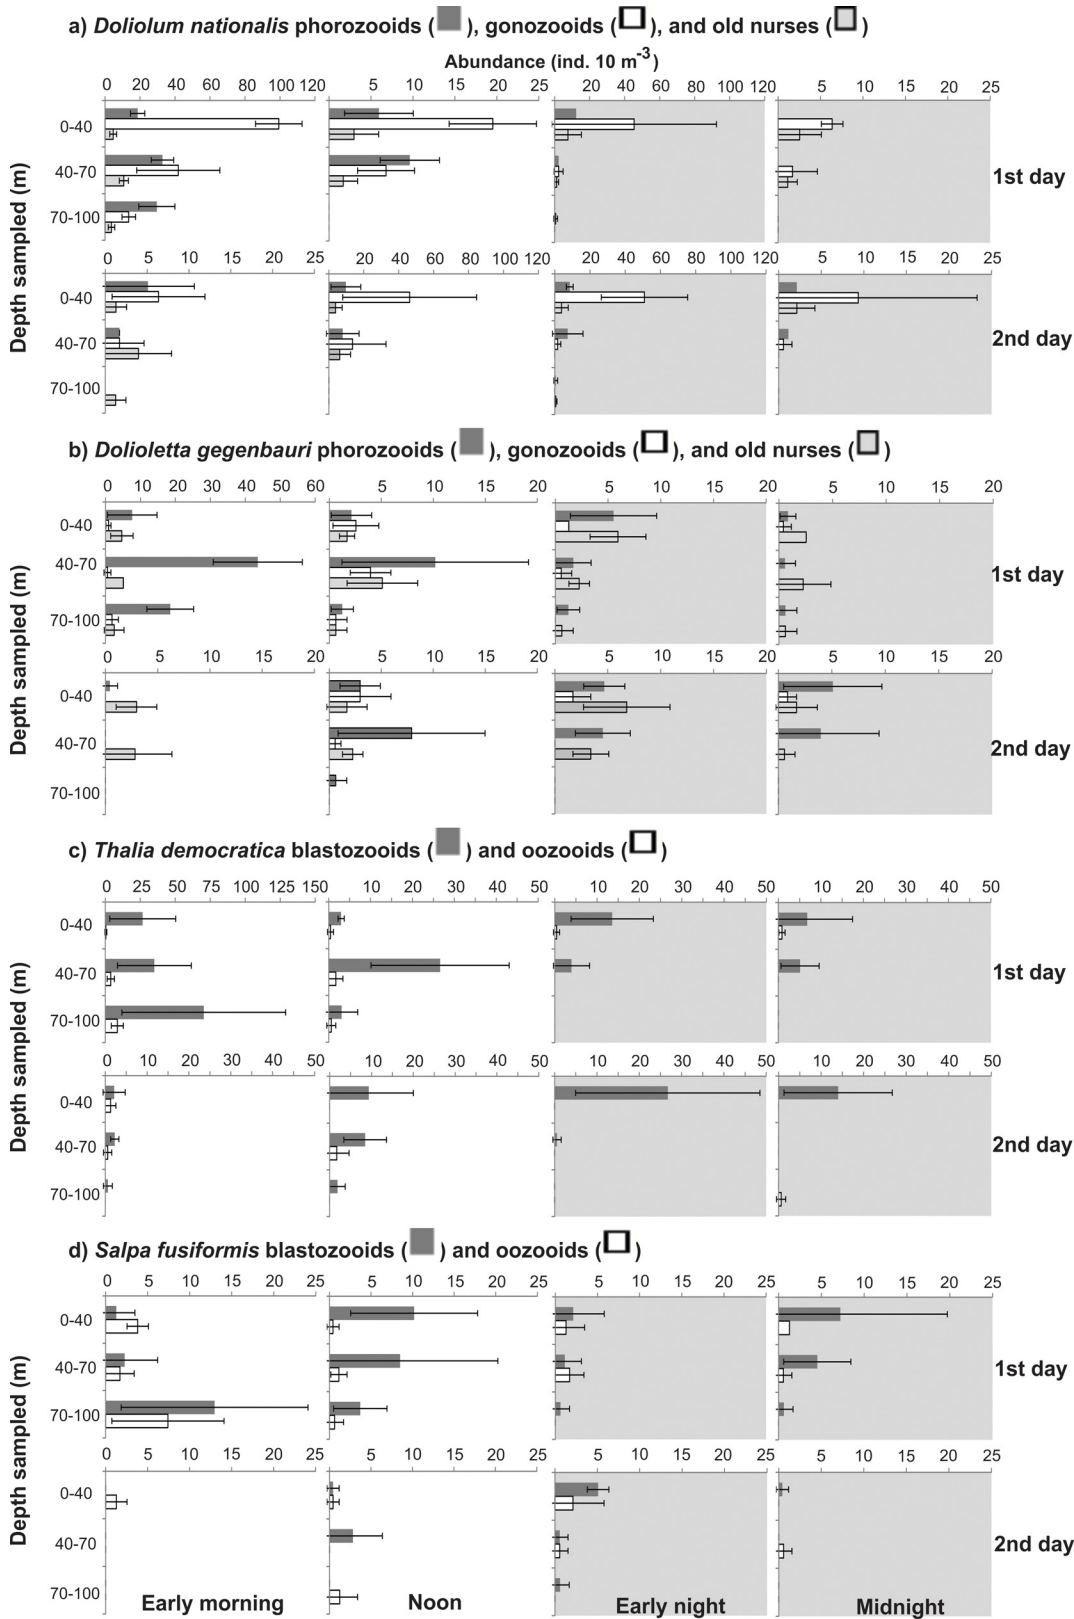 a) Doliolum nationalis phorozooids ( ), gonozooids ( ), and old nurses ( )
Abundance (ind. 10 m-3)
0 20 40 60 80 100 120 5 10 15 20 25 20 40 60 80 100 120 5 10 15 20 25
0-40
40-70
70-100
1st day
0 5 10 15 20 25 20 40 60 80 100 120 20 40 60 80 100 120 5 10 15 20 25
0-40
40-70
70-100
2nd day
Depth sampled (m)
b) Dolioletta gegenbauri phorozooids ( ), gonozooids ( ), and old nurses ( )
0 10 20 30 40 50 60 5 10 15 20 5 10 15 20 5 10 15 20
0-40
40-70
70-100
1st day
0 5 10 15 20 5 10 15 20 5 10 15 20 5 10 15 20
0-40
40-70
70-100
2nd day
Depth sampled (m)
c) Thalia democratica blastozooids ( ) and oozooids ( )
0 25 50 75 100 125 150 10 20 30 40 50 10 20 30 40 50 10 20 30 40 50
0-40
40-70
70-100
1st day
0 10 20 30 40 50 10 20 30 40 50 10 20 30 40 50 10 20 30 40 50
0-40
40-70
70-100
2nd day
Depth sampled (m)
d) Salpa fusiformis blastozooids ( ) and oozooids ( )
0 5 10 15 20 25 5 10 15 20 25 5 10 15 20 25 5 10 15 20 25
0-40
40-70
70-100
1st day
0 5 10 15 20 25 5 10 15 20 25 5 10 15 20 25 5 10 15 20 25
0-40
40-70
70-100
2nd day
Depth sampled (m)
Early morning Noon Early night Midnight